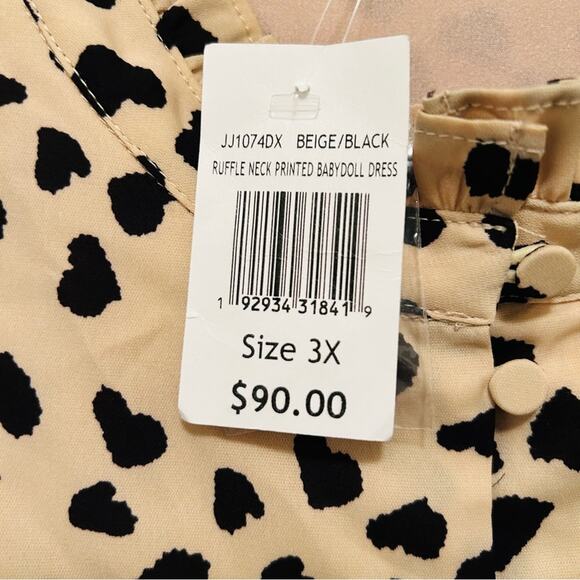 JJ1074DX BEIGE/BLACK
RUFFLE NECK PRINTED BABYDOLL DRESS
1 92934 31841 9
Size 3X
$90.00